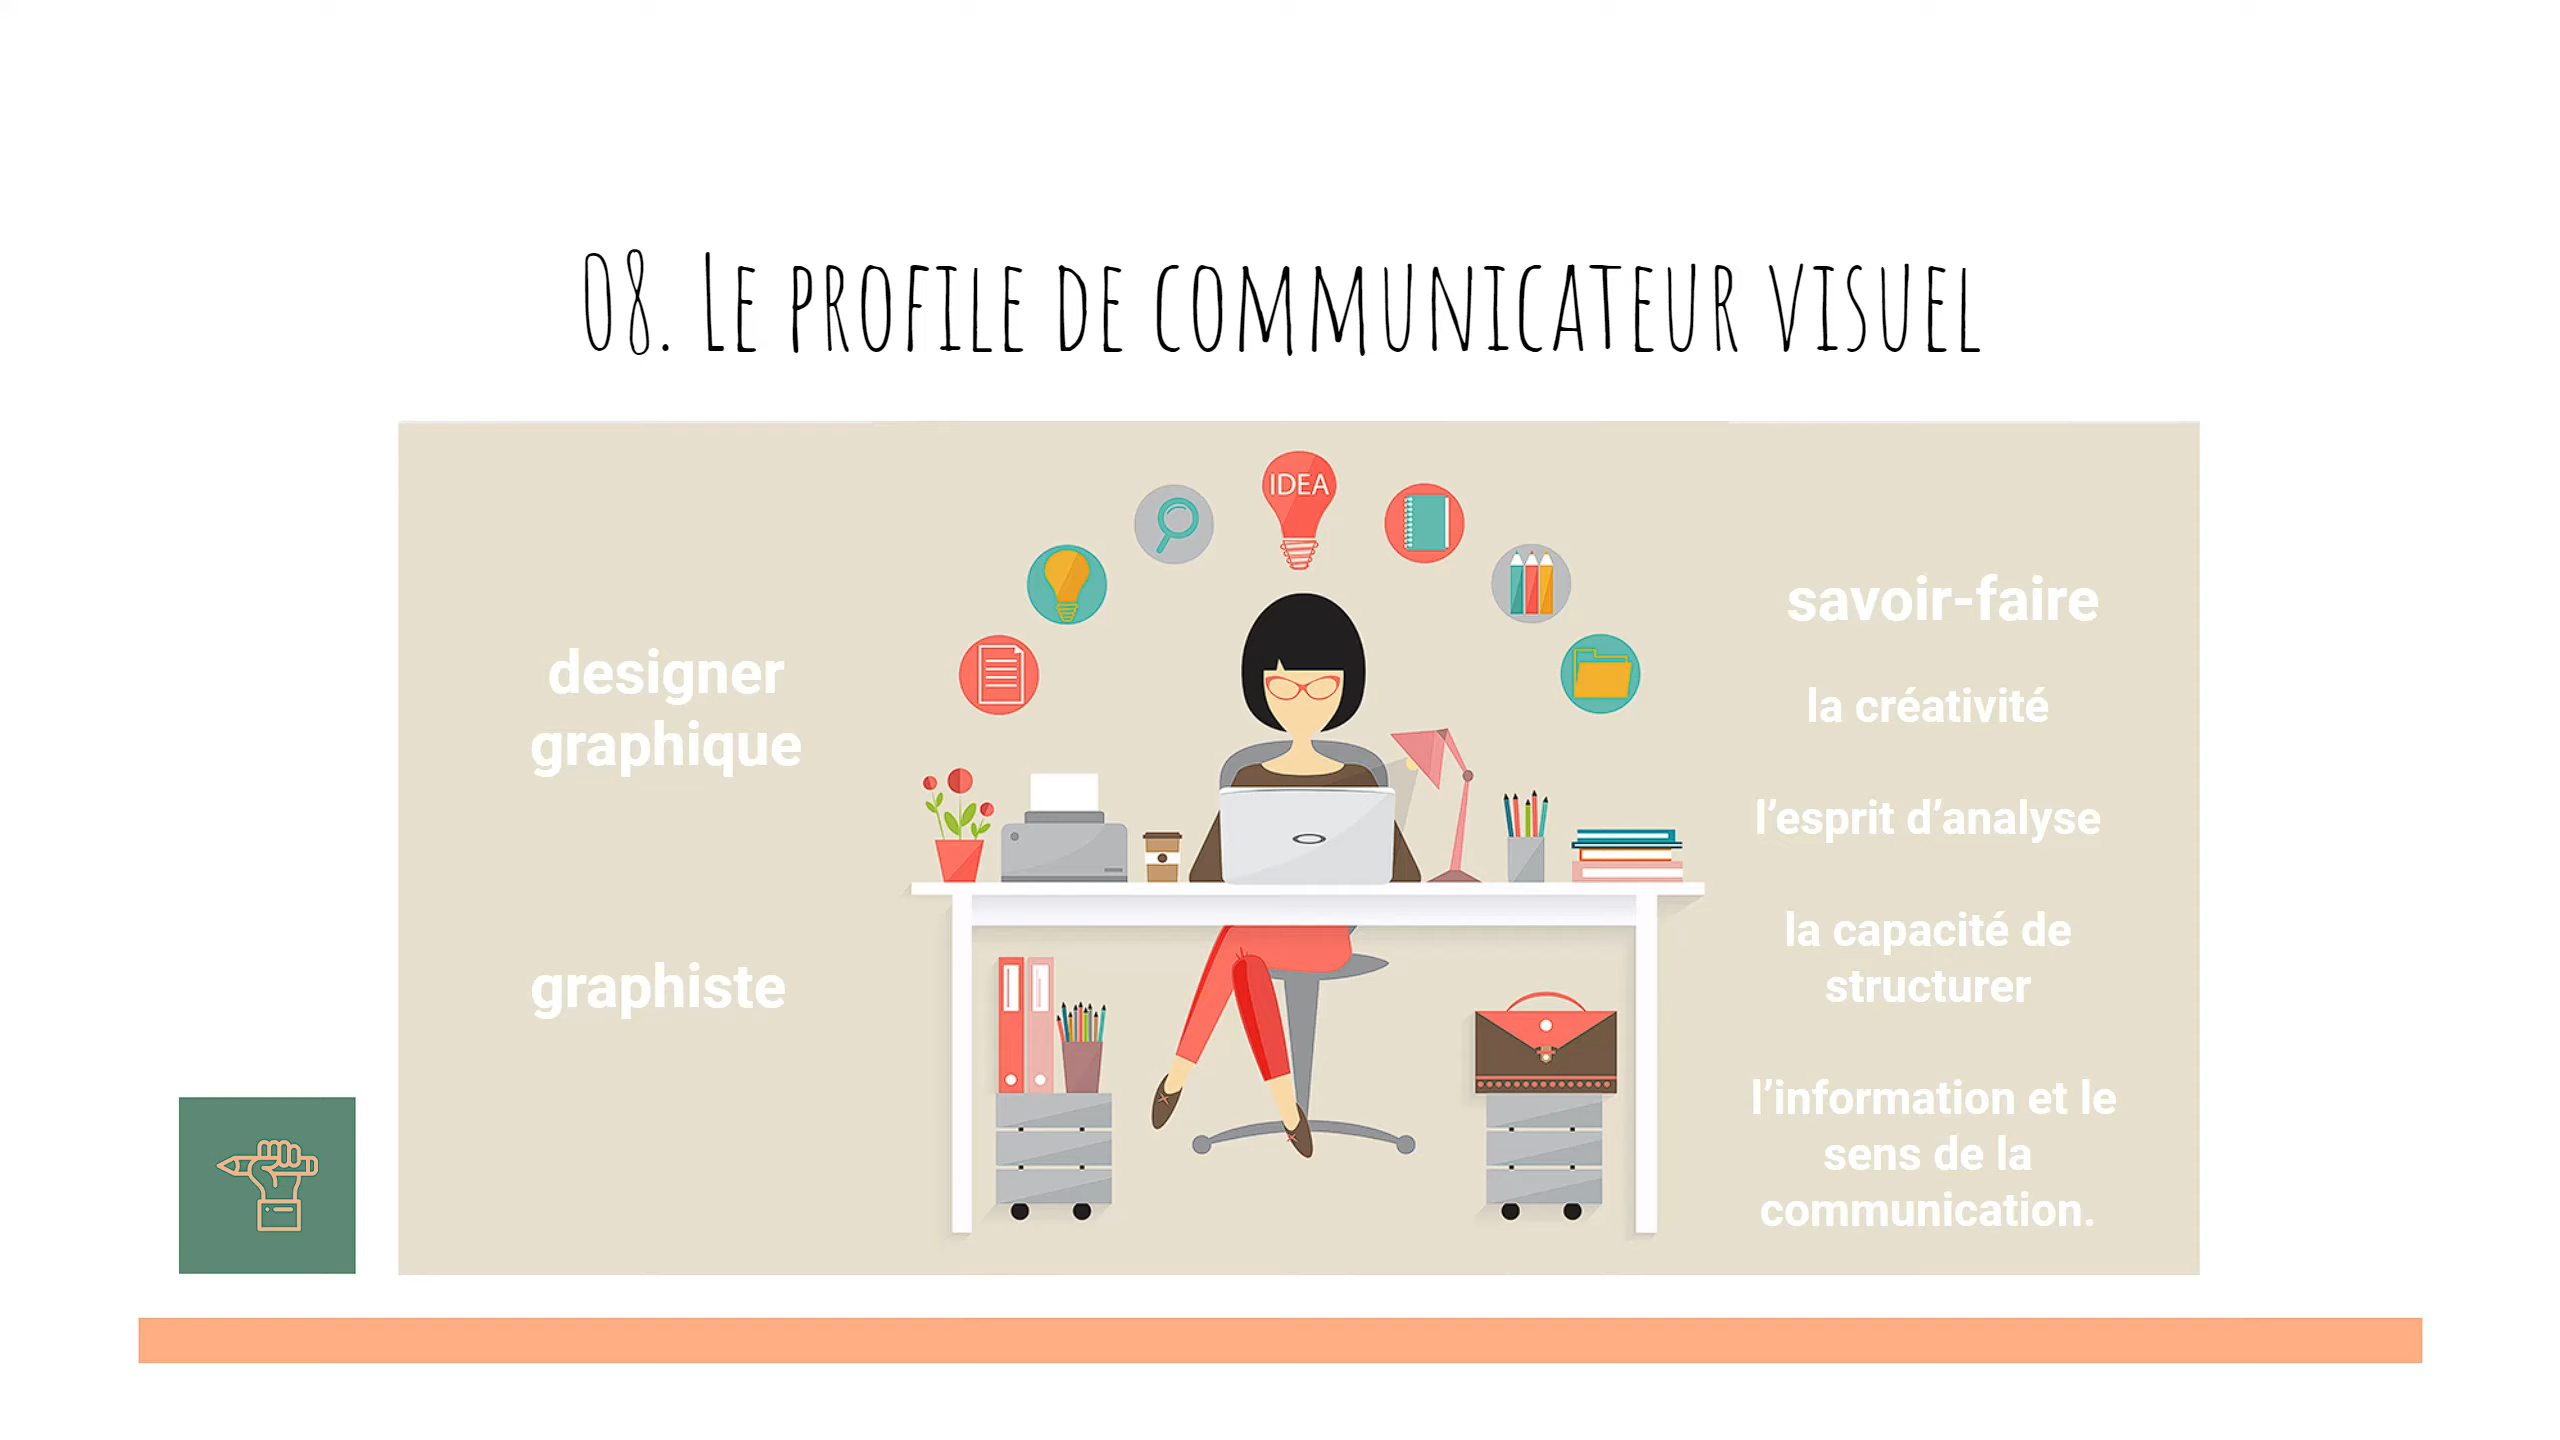 08. Le profile de communicateur visuel
IDEA
designer
graphique
graphiste
savoir-faire
la créativité
l’esprit d’analyse
la capacité de
structurer
l’information et le
sens de la
communication.